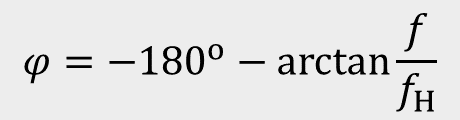 φ = −180° − arctan f/f_H